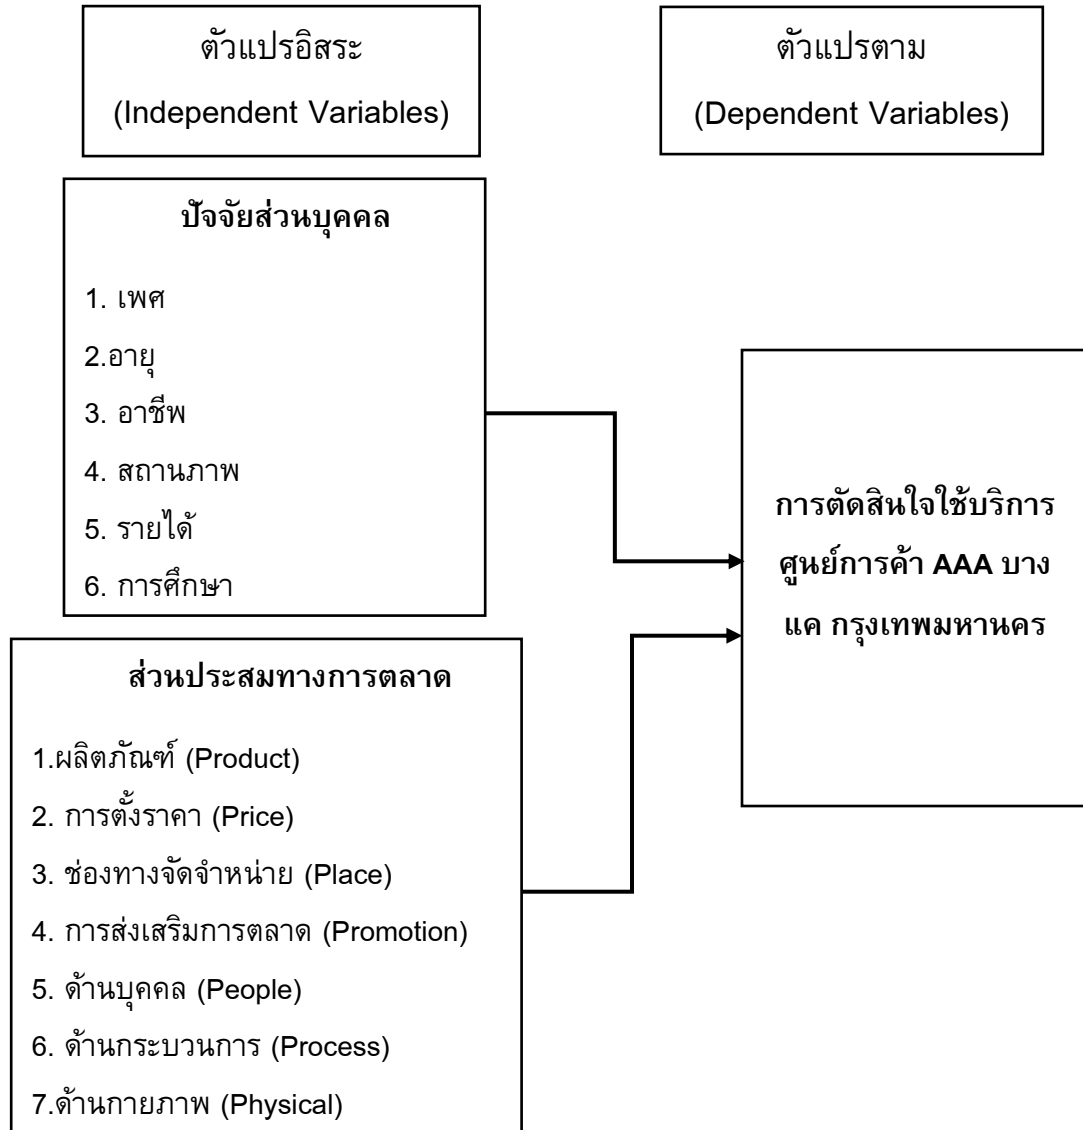 ตัวแปรอิสระ
(Independent Variables)
ตัวแปรตาม
(Dependent Variables)
ปัจจัยส่วนบุคคล
1. เพศ
2.อายุ
3. อาชีพ
4. สถานภาพ
5. รายได้
6. การศึกษา
การตัดสินใจใช้บริการ
ศูนย์การค้า AAA บาง
แค กรุงเทพมหานคร
ส่วนประสมทางการตลาด
1.ผลิตภัณฑ์ (Product)
2. การตั้งราคา (Price)
3. ช่องทางจัดจำหน่าย (Place)
4. การส่งเสริมการตลาด (Promotion)
5. ด้านบุคคล (People)
6. ด้านกระบวนการ (Process)
7.ด้านกายภาพ (Physical)